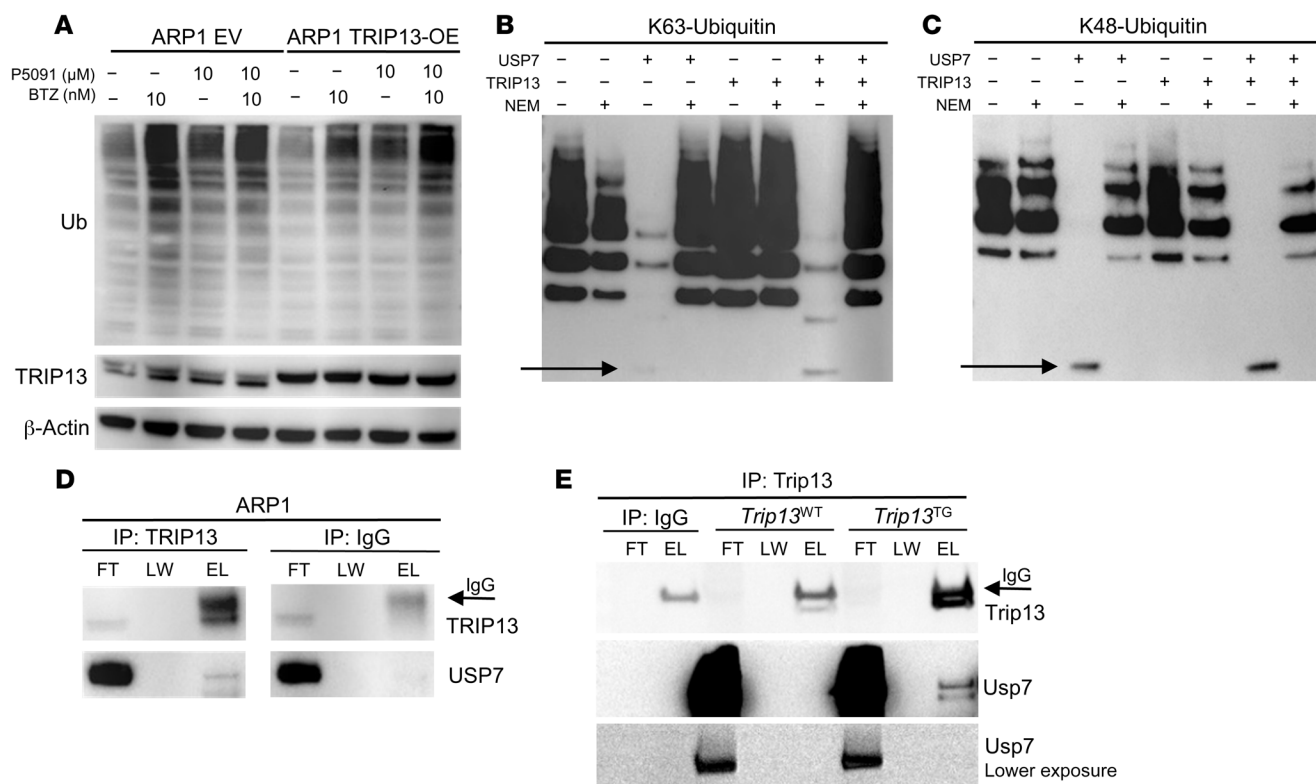 A
ARP1 EV ARP1 TRIP13-OE
P5091 (μM) – – 10 10 – – 10 10
BTZ (nM) – 10 – 10 – 10 – 10
Ub
TRIP13
β-Actin
B
K63-Ubiquitin
USP7 – – + + – – + +
TRIP13 – – – – + + + +
NEM – + – + – + – +
C
K48-Ubiquitin
USP7 – – + + – – + +
TRIP13 – – – – + + + +
NEM – + – + – + – +
D
ARP1
IP: TRIP13 IP: IgG
FT LW EL FT LW EL
IgG
TRIP13
USP7
E
IP: Trip13
IP: IgG Trip13WT Trip13TG
FT EL FT LW EL FT LW EL
IgG
Trip13
Usp7
Usp7
Lower exposure